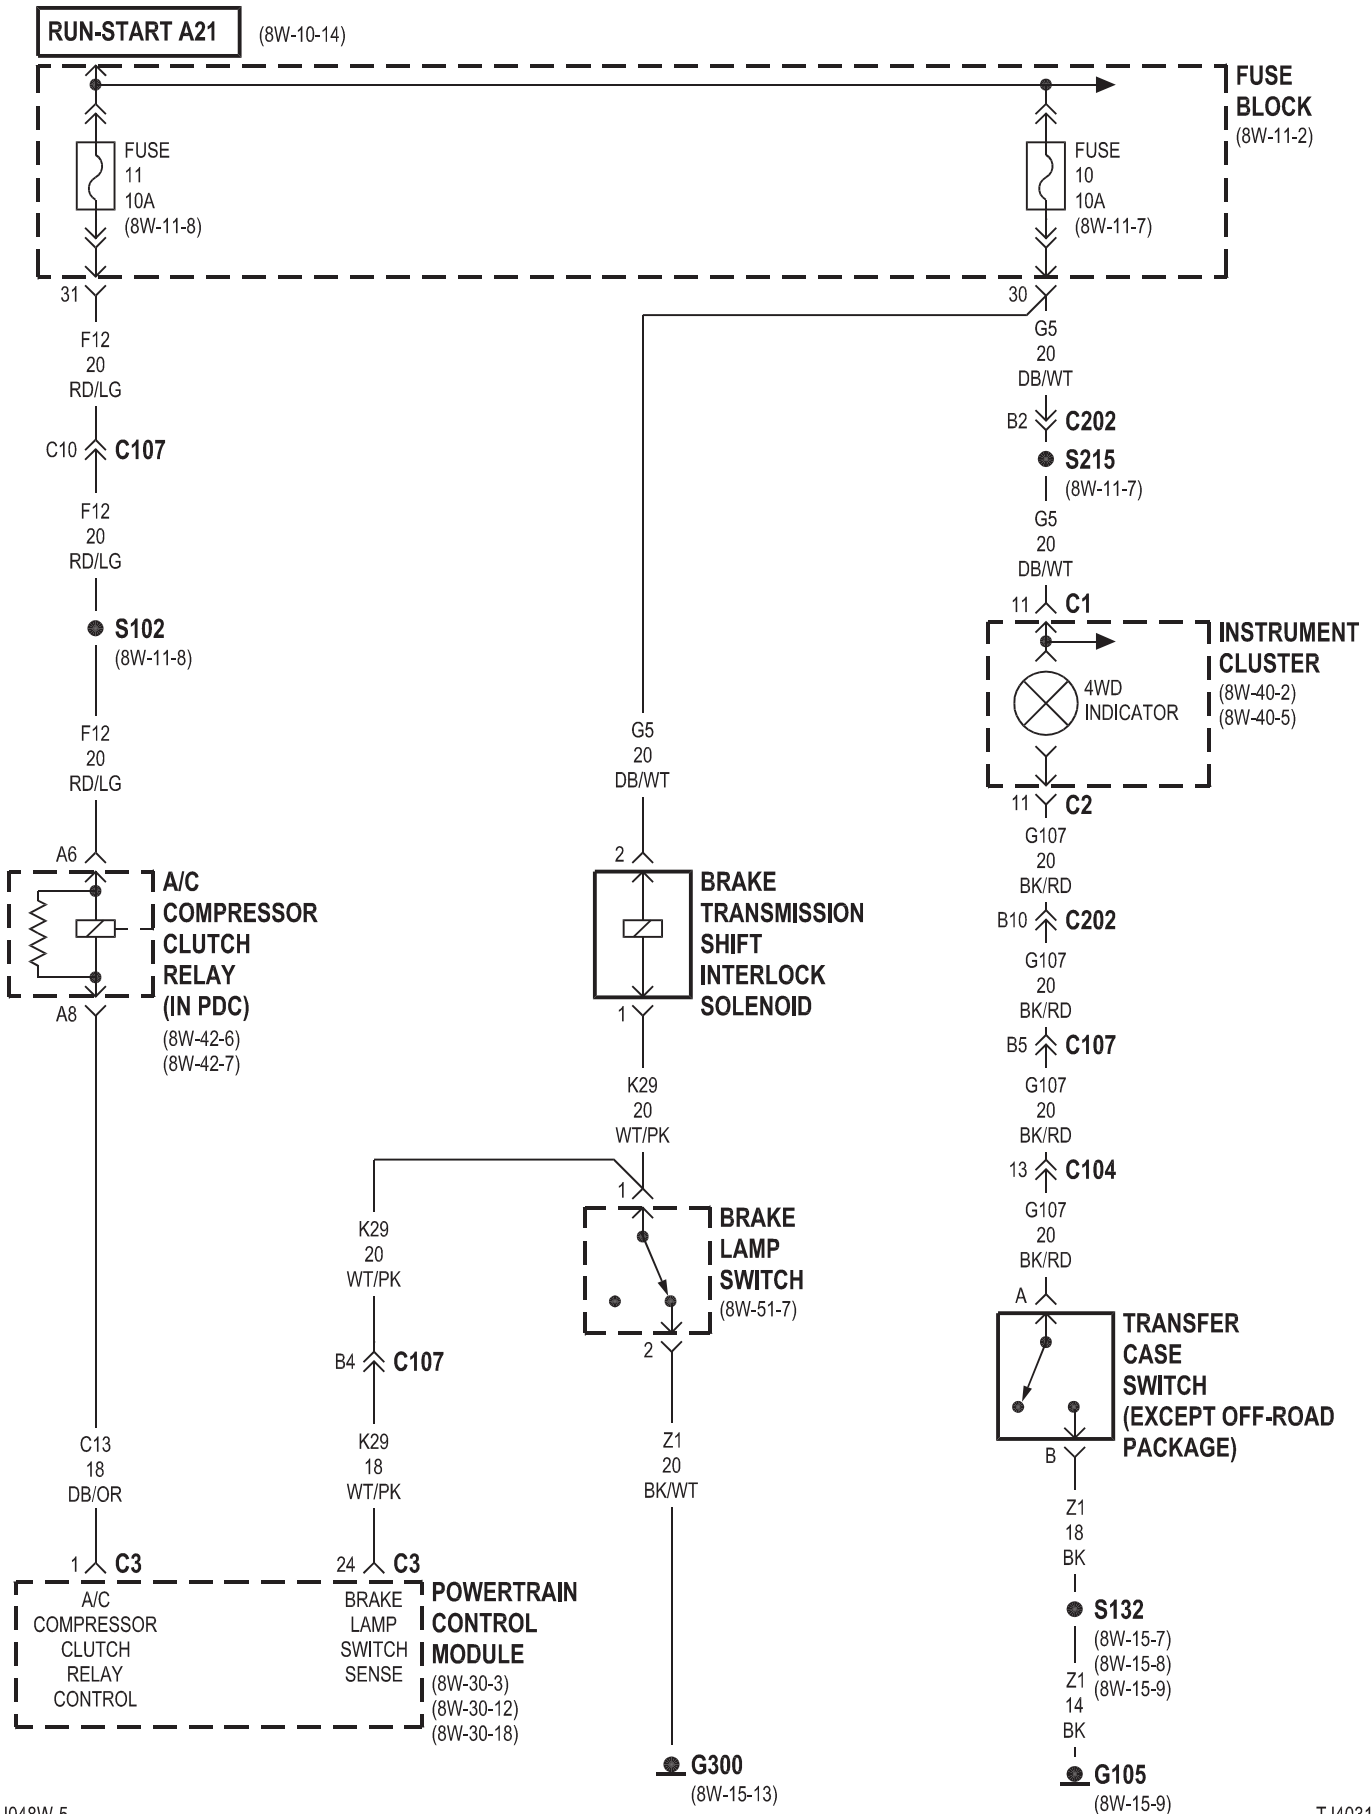 RUN-START A21
(8W-10-14)
FUSE
BLOCK
(8W-11-2)
FUSE
11
10A
(8W-11-8)
FUSE
10
10A
(8W-11-7)
31
F12
20
RD/LG
C10
C107
F12
20
RD/LG
S102
(8W-11-8)
F12
20
RD/LG
A6
A/C
COMPRESSOR
CLUTCH
RELAY
(IN PDC)
(8W-42-6)
(8W-42-7)
A8
C13
18
DB/OR
1
C3
A/C
COMPRESSOR
CLUTCH
RELAY
CONTROL
30
G5
20
DB/WT
2
BRAKE
TRANSMISSION
SHIFT
INTERLOCK
SOLENOID
1
K29
20
WT/PK
1
BRAKE
LAMP
SWITCH
(8W-51-7)
2
Z1
20
BK/WT
G300
(8W-15-13)
K29
20
WT/PK
B4
C107
K29
18
WT/PK
24
C3
BRAKE
LAMP
SWITCH
SENSE
POWERTRAIN
CONTROL
MODULE
(8W-30-3)
(8W-30-12)
(8W-30-18)
G5
20
DB/WT
B2
C202
S215
(8W-11-7)
G5
20
DB/WT
11
C1
INSTRUMENT
CLUSTER
(8W-40-2)
(8W-40-5)
4WD
INDICATOR
11
C2
G107
20
BK/RD
B10
C202
G107
20
BK/RD
B5
C107
G107
20
BK/RD
13
C104
G107
20
BK/RD
A
TRANSFER
CASE
SWITCH
(EXCEPT OFF-ROAD
PACKAGE)
B
Z1
18
BK
S132
(8W-15-7)
(8W-15-8)
(8W-15-9)
Z1
14
BK
G105
(8W-15-9)